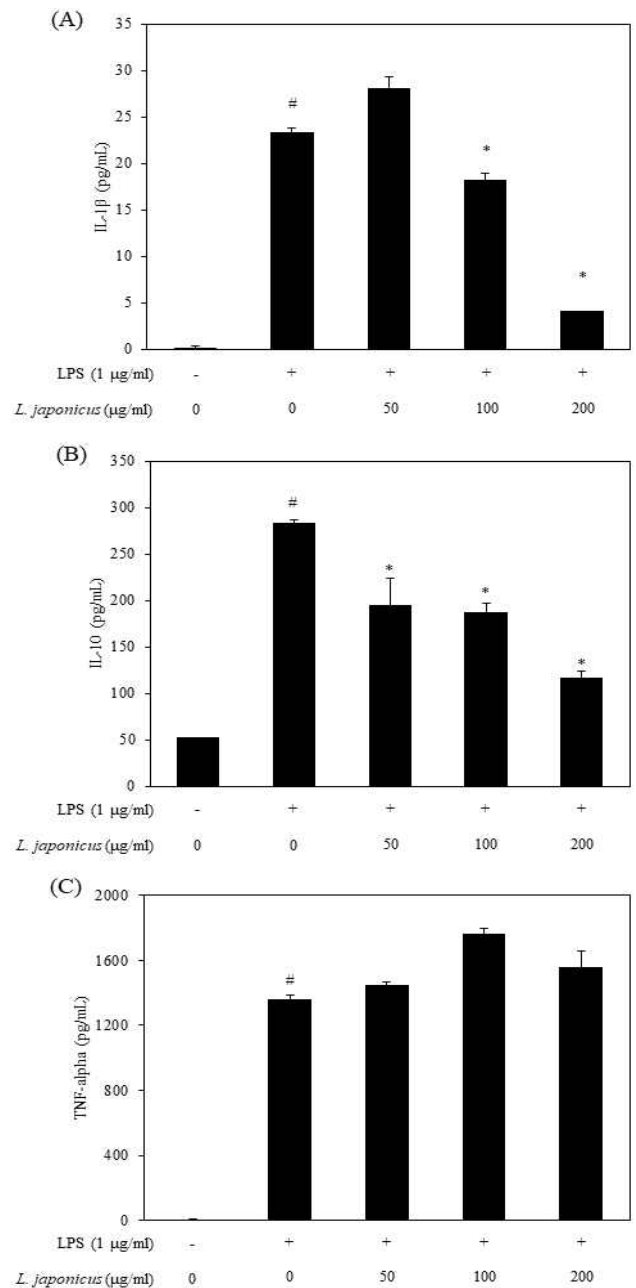 (A)
35
30
25
20
15
10
5
0
IL-1β (pg/mL)
#
*
*
LPS (1 μg/ml) - + + + +
L. japonicus (μg/ml) 0 0 50 100 200
(B)
350
300
250
200
150
100
50
0
IL-10 (pg/mL)
#
*
*
*
LPS (1 μg/ml) - + + + +
L. japonicus (μg/ml) 0 0 50 100 200
(C)
2000
1600
1200
800
400
0
TNF-alpha (pg/mL)
#
LPS (1 μg/ml) - + + + +
L. japonicus (μg/ml) 0 0 50 100 200